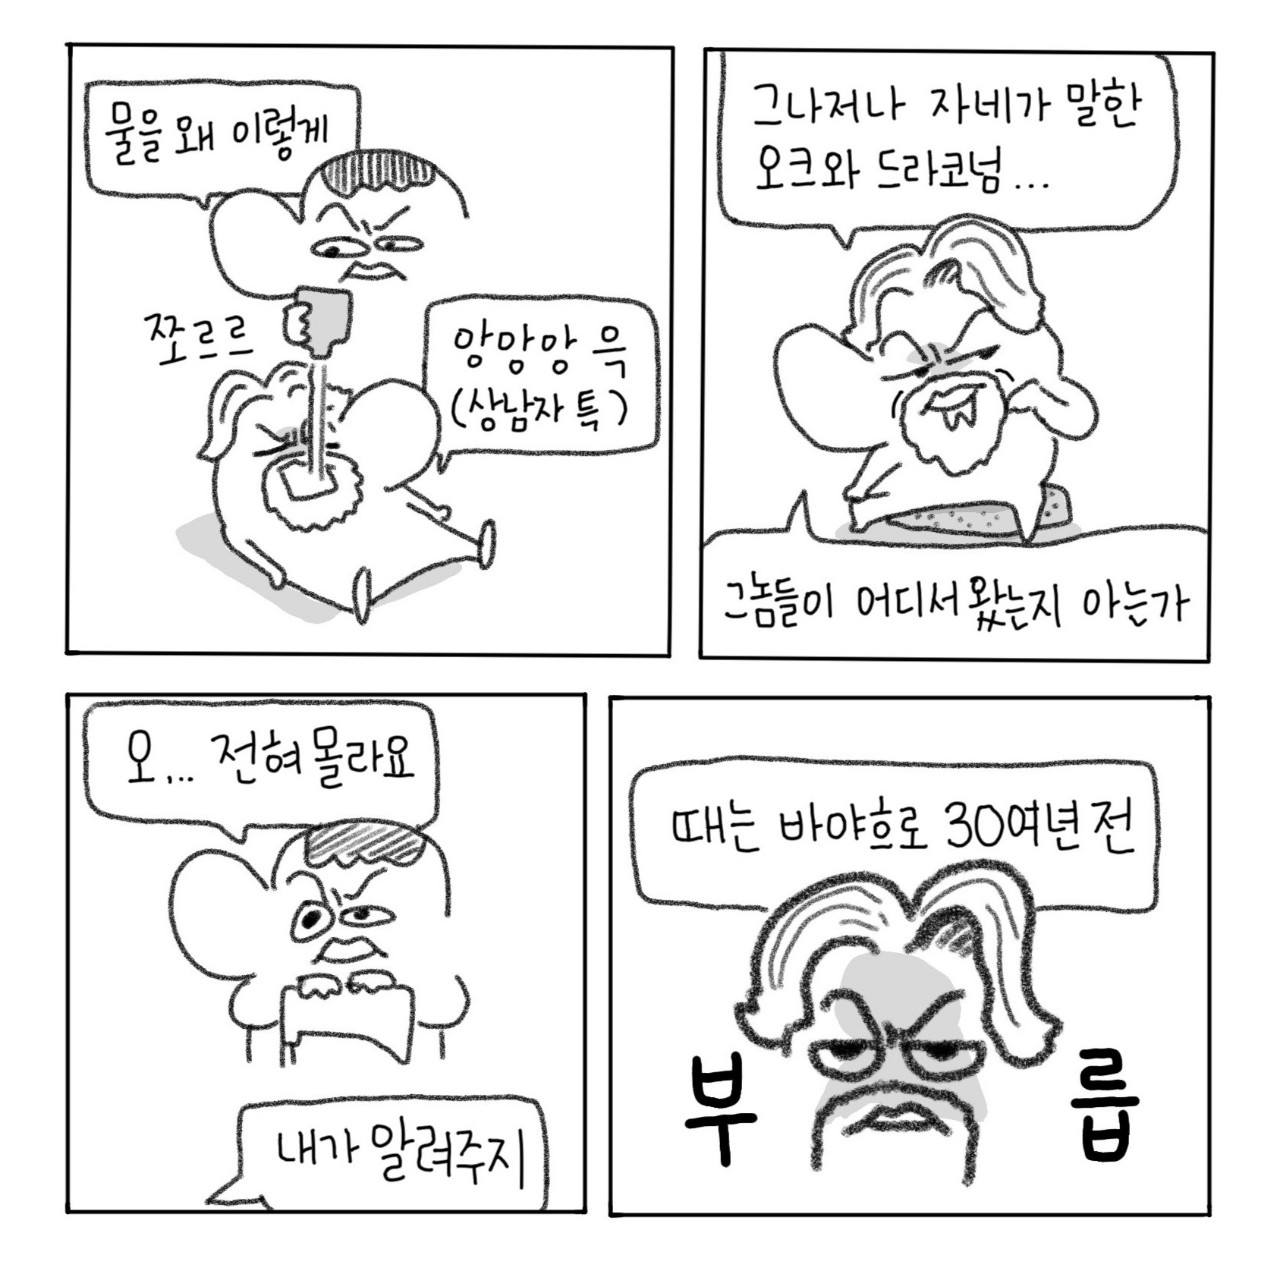 물을 왜 이렇게
쪼르르
앙앙앙 윽
(상남자 특)
그나저나 자네가 말한
오크와 드라코넘...
그놈들이 어디서 왔는지 아는가
오... 전혀 몰라요
내가 알려주지
때는 바야흐로 30여년 전
부릅